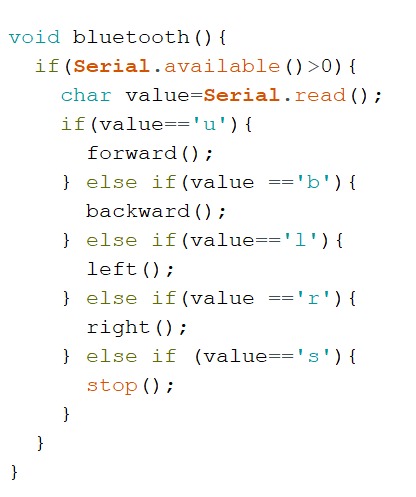 void bluetooth(){
  if(Serial.available()>0){
    char value=Serial.read();
    if(value=='u'){
      forward();
    } else if(value =='b'){
      backward();
    } else if(value=='l'){
      left();
    } else if(value =='r'){
      right();
    } else if (value=='s'){
      stop();
    }
  }
}